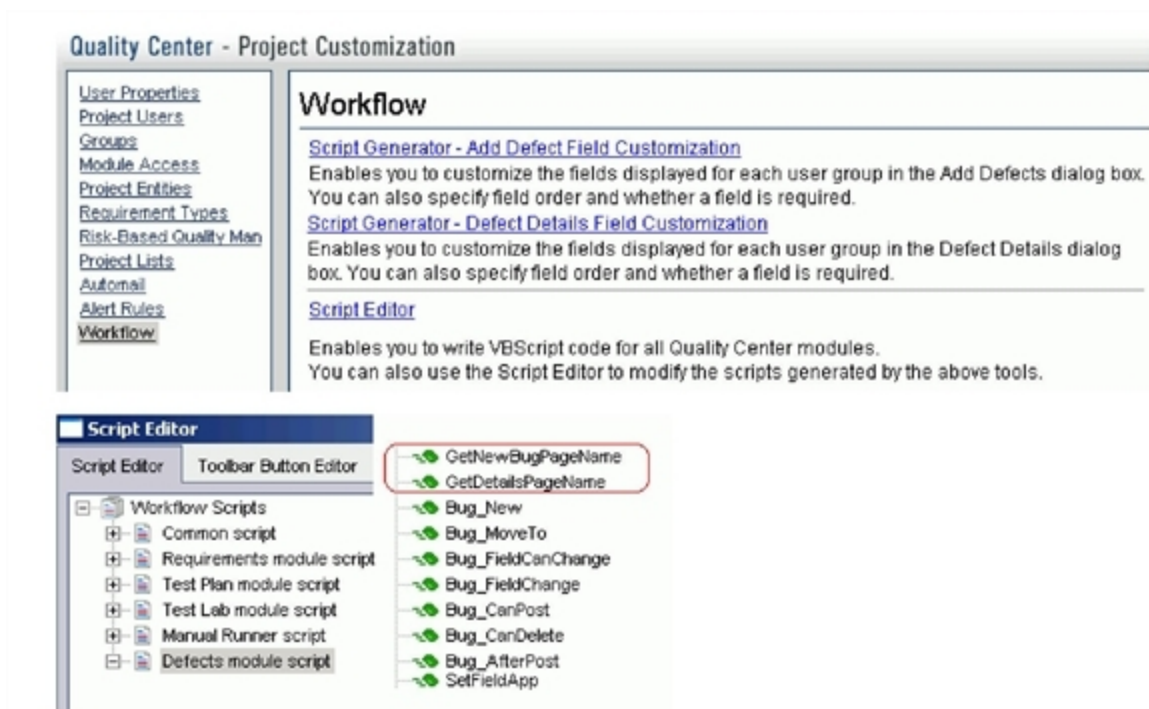 Quality Center - Project Customization
User Properties
Project Users
Groups
Module Access
Project Entities
Requirement Types
Risk-Based Quality Man
Project Lists
Automail
Alert Rules
Workflow
Workflow
Script Generator - Add Defect Field Customization
Enables you to customize the fields displayed for each user group in the Add Defects dialog box.
You can also specify field order and whether a field is required.
Script Generator - Defect Details Field Customization
Enables you to customize the fields displayed for each user group in the Defect Details dialog
box. You can also specify field order and whether a field is required.
Script Editor
Enables you to write VBScript code for all Quality Center modules.
You can also use the Script Editor to modify the scripts generated by the above tools.
Script Editor
Script Editor
Toolbar Button Editor
Workflow Scripts
Common script
Requirements module script
Test Plan module script
Test Lab module script
Manual Runner script
Defects module script
GetNewBugPageName
GetDetailsPageName
Bug_New
Bug_MoveTo
Bug_FieldCanChange
Bug_FieldChange
Bug_CanPost
Bug_CanDelete
Bug_AfterPost
SetFieldApp